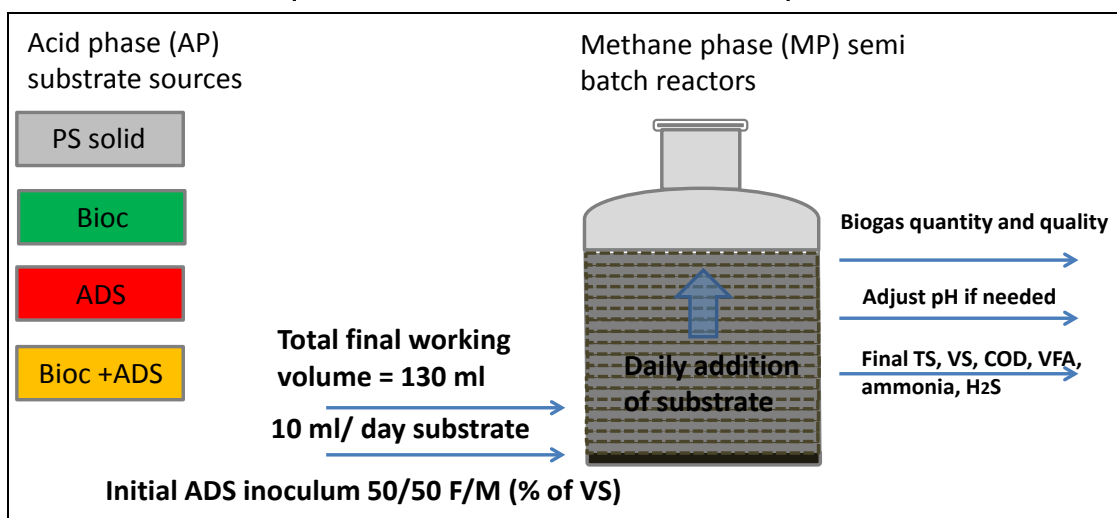 Acid phase (AP)
substrate sources
PS solid
Bioc
ADS
Bioc +ADS
Methane phase (MP) semi
batch reactors
Total final working
volume = 130 ml
10 ml/ day substrate
Initial ADS inoculum 50/50 F/M (% of VS)
Daily addition
of substrate
Biogas quantity and quality
Adjust pH if needed
Final TS, VS, COD, VFA,
ammonia, H2S